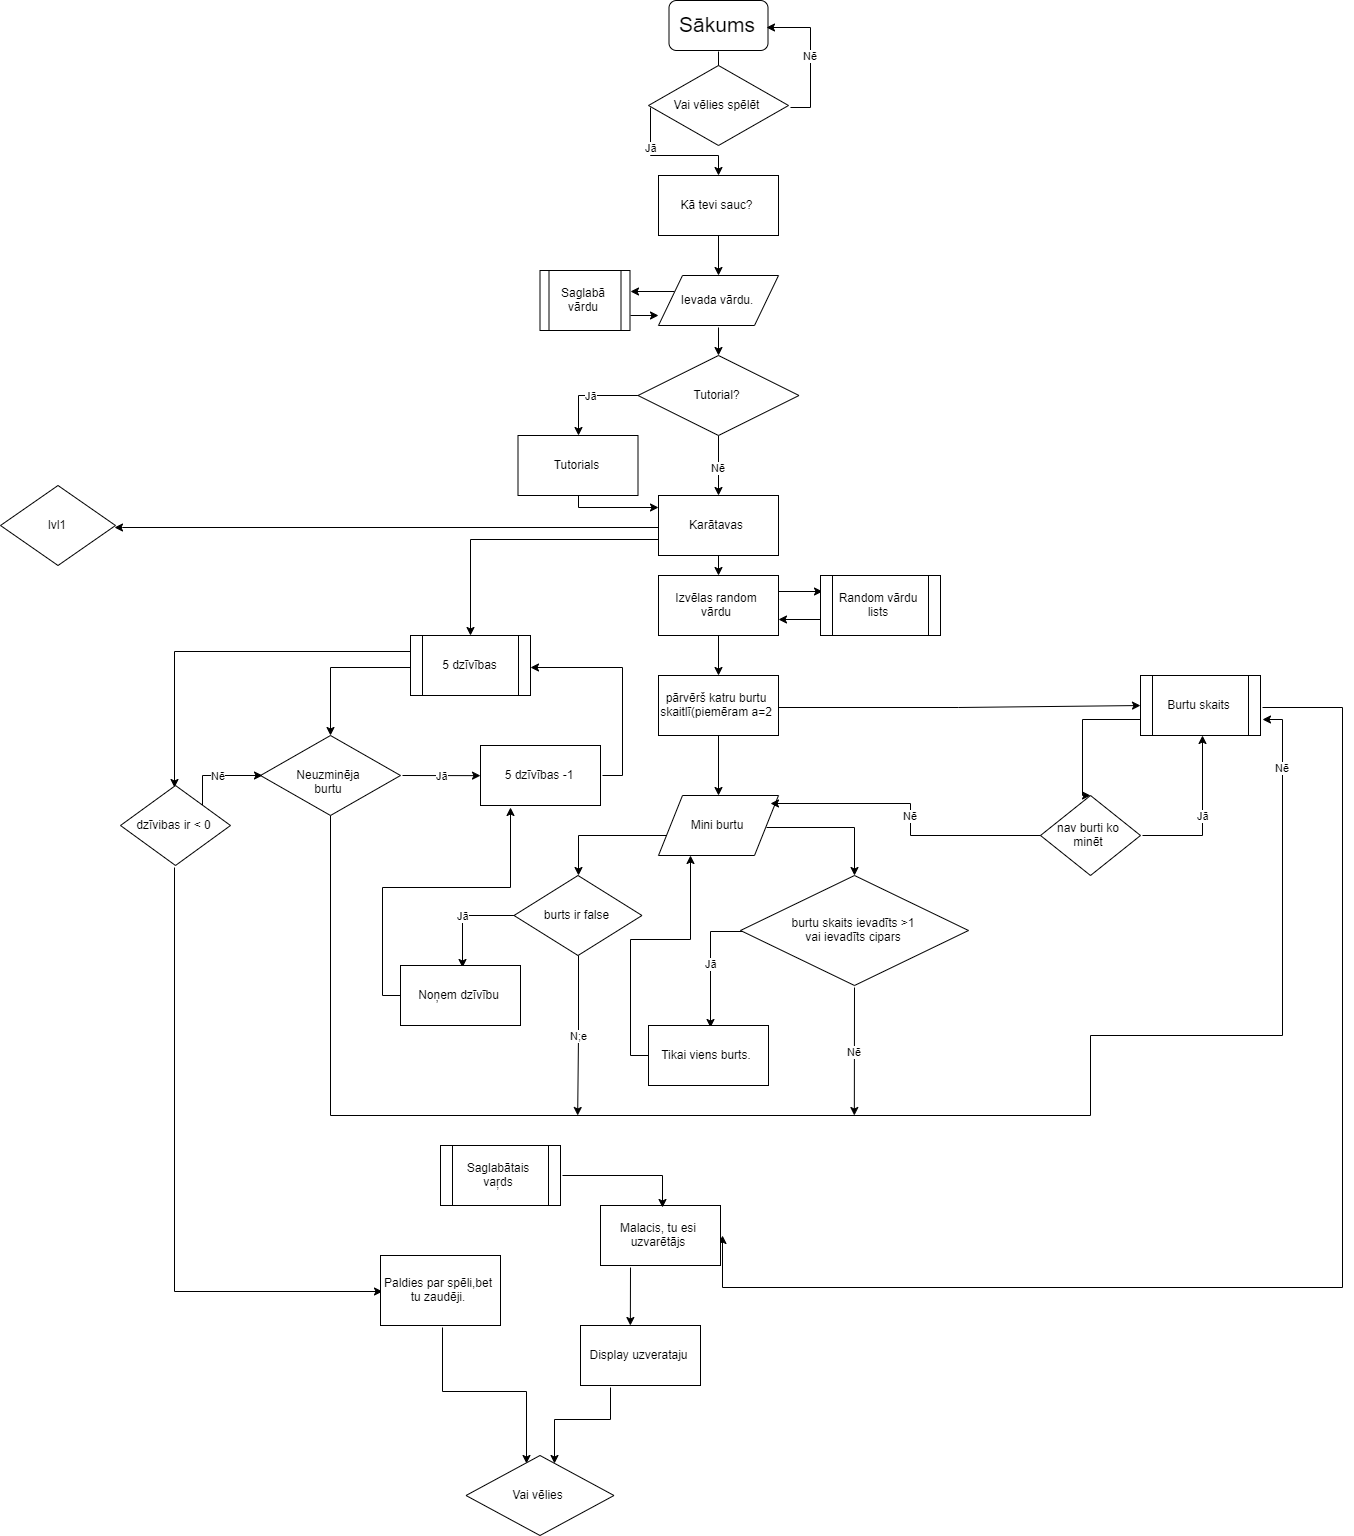 Sākums
Nē
Vai vēlies spēlēt
Jā
Kā tevi sauc?
Saglabā
vārdu
Ievada vārdu.
Tutorial?
Jā
Tutorials
Nē
lvl1
Karātavas
Izvēlas random
vārdu
Random vārdu
lists
5 dzīvības
pārvērš katru burtu
skaitlī(piemēram a=2
Burtu skaits
Nē
Neuzminēja
burtu
Jā
5 dzīvības -1
Nē
dzīvibas ir < 0
Mini burtu
Nē
nav burti ko
minēt
Jā
burts ir false
Jā
burtu skaits ievadīts >1
vai ievadīts cipars
Jā
Noņem dzīvību
N;e
Tikai viens burts.
Nē
Saglabātais
vaŗds
Malacis, tu esi
uzvarētājs
Paldies par spēli,bet
tu zaudēji.
Display uzverataju
Vai vēlies